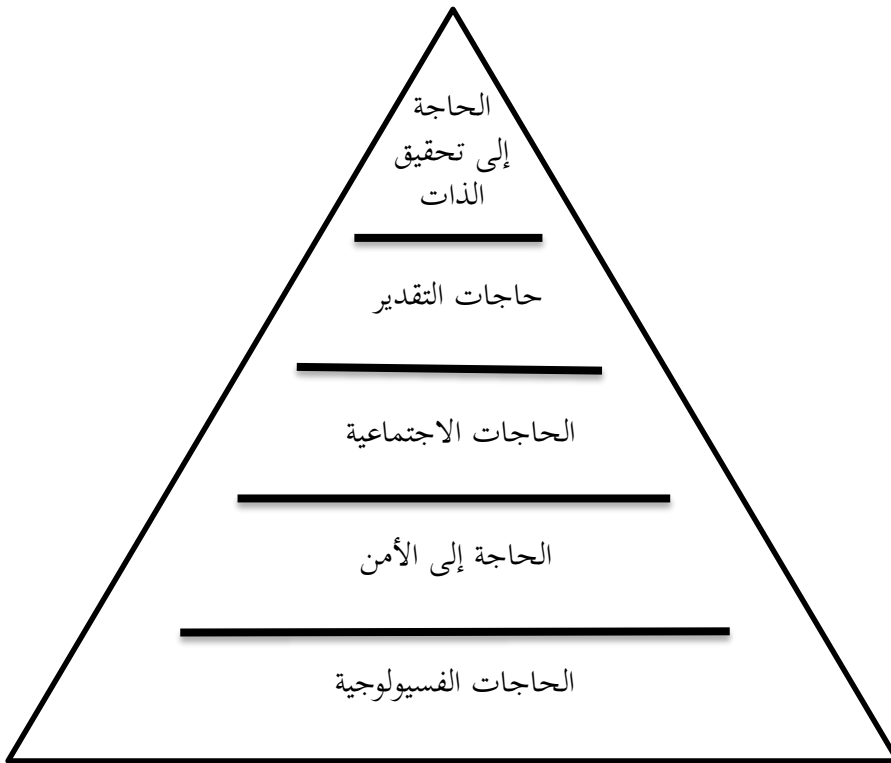 الحاجة
إلى تحقيق
الذات
حاجات التقدير
الحاجات الاجتماعية
الحاجة إلى الأمن
الحاجات الفسيولوجية